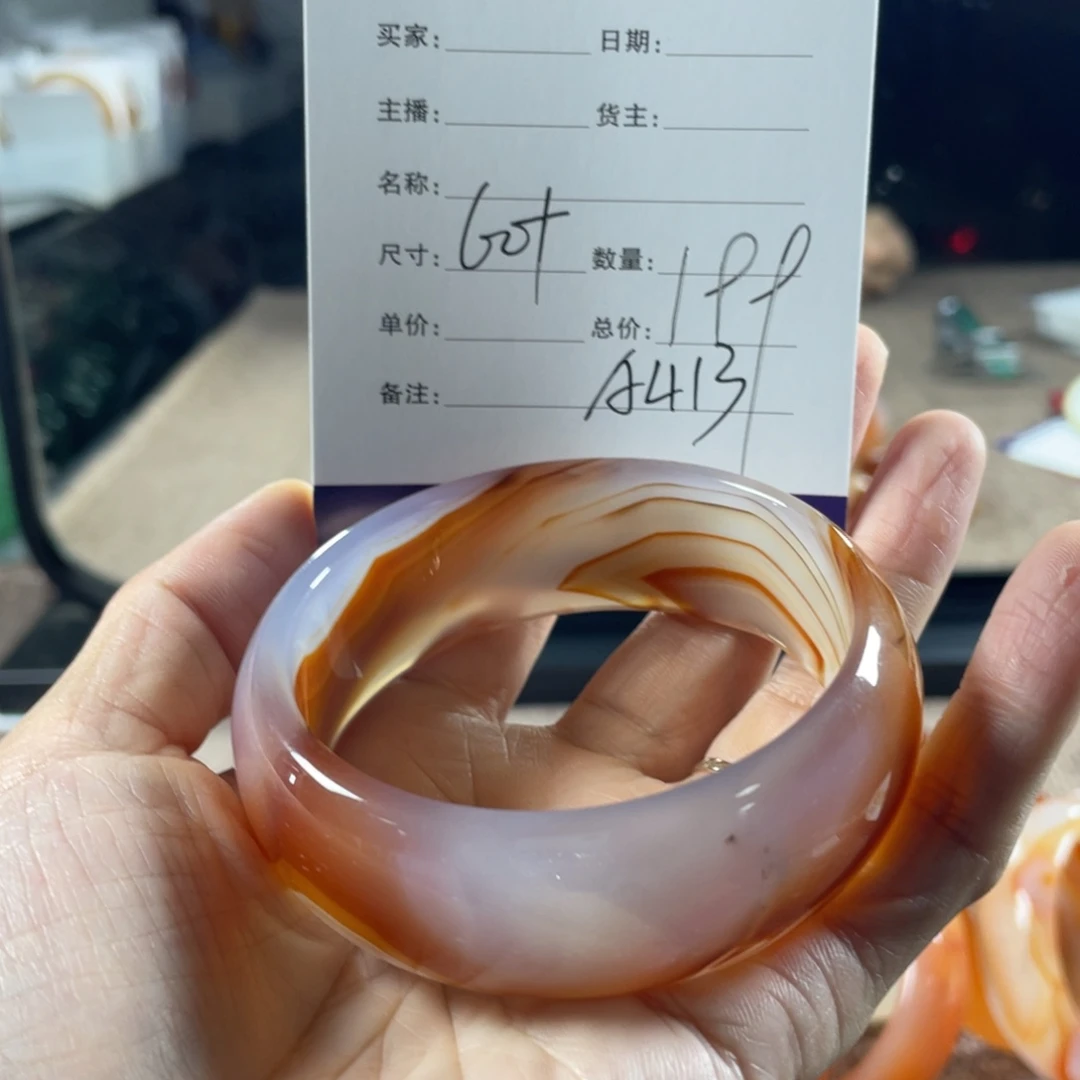 买家: 日期:
主播: 货主:
名称:
尺寸: 60+ 数量:
单价: 总价: 199
备注: A413